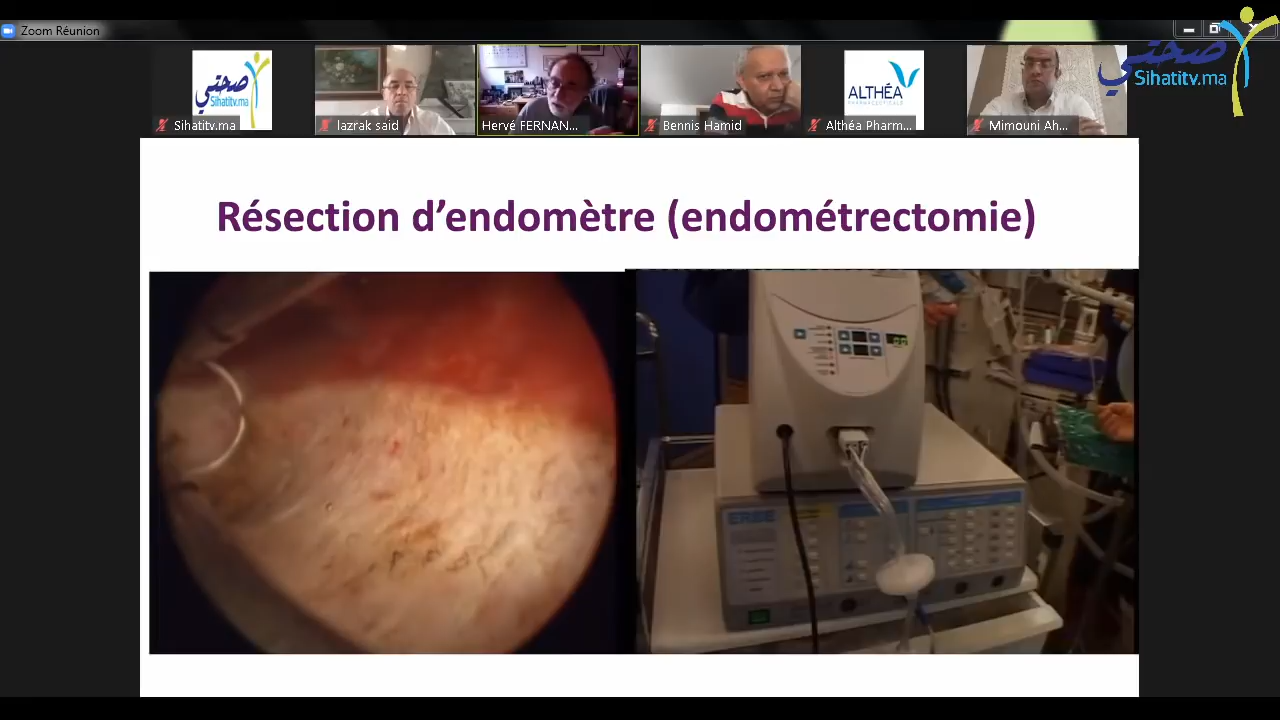 Zoom Réunion
صحتي
Sihatitv.ma
صحتي
Sihatitv.ma
ALTHÉA
PHARMACEUTICALS
Sihatitv.ma
lazrak said
Hervé FERNAN...
Bennis Hamid
Althéa Pharm...
Mimouni Ah...
Résection d’endomètre (endométrectomie)
ERBE